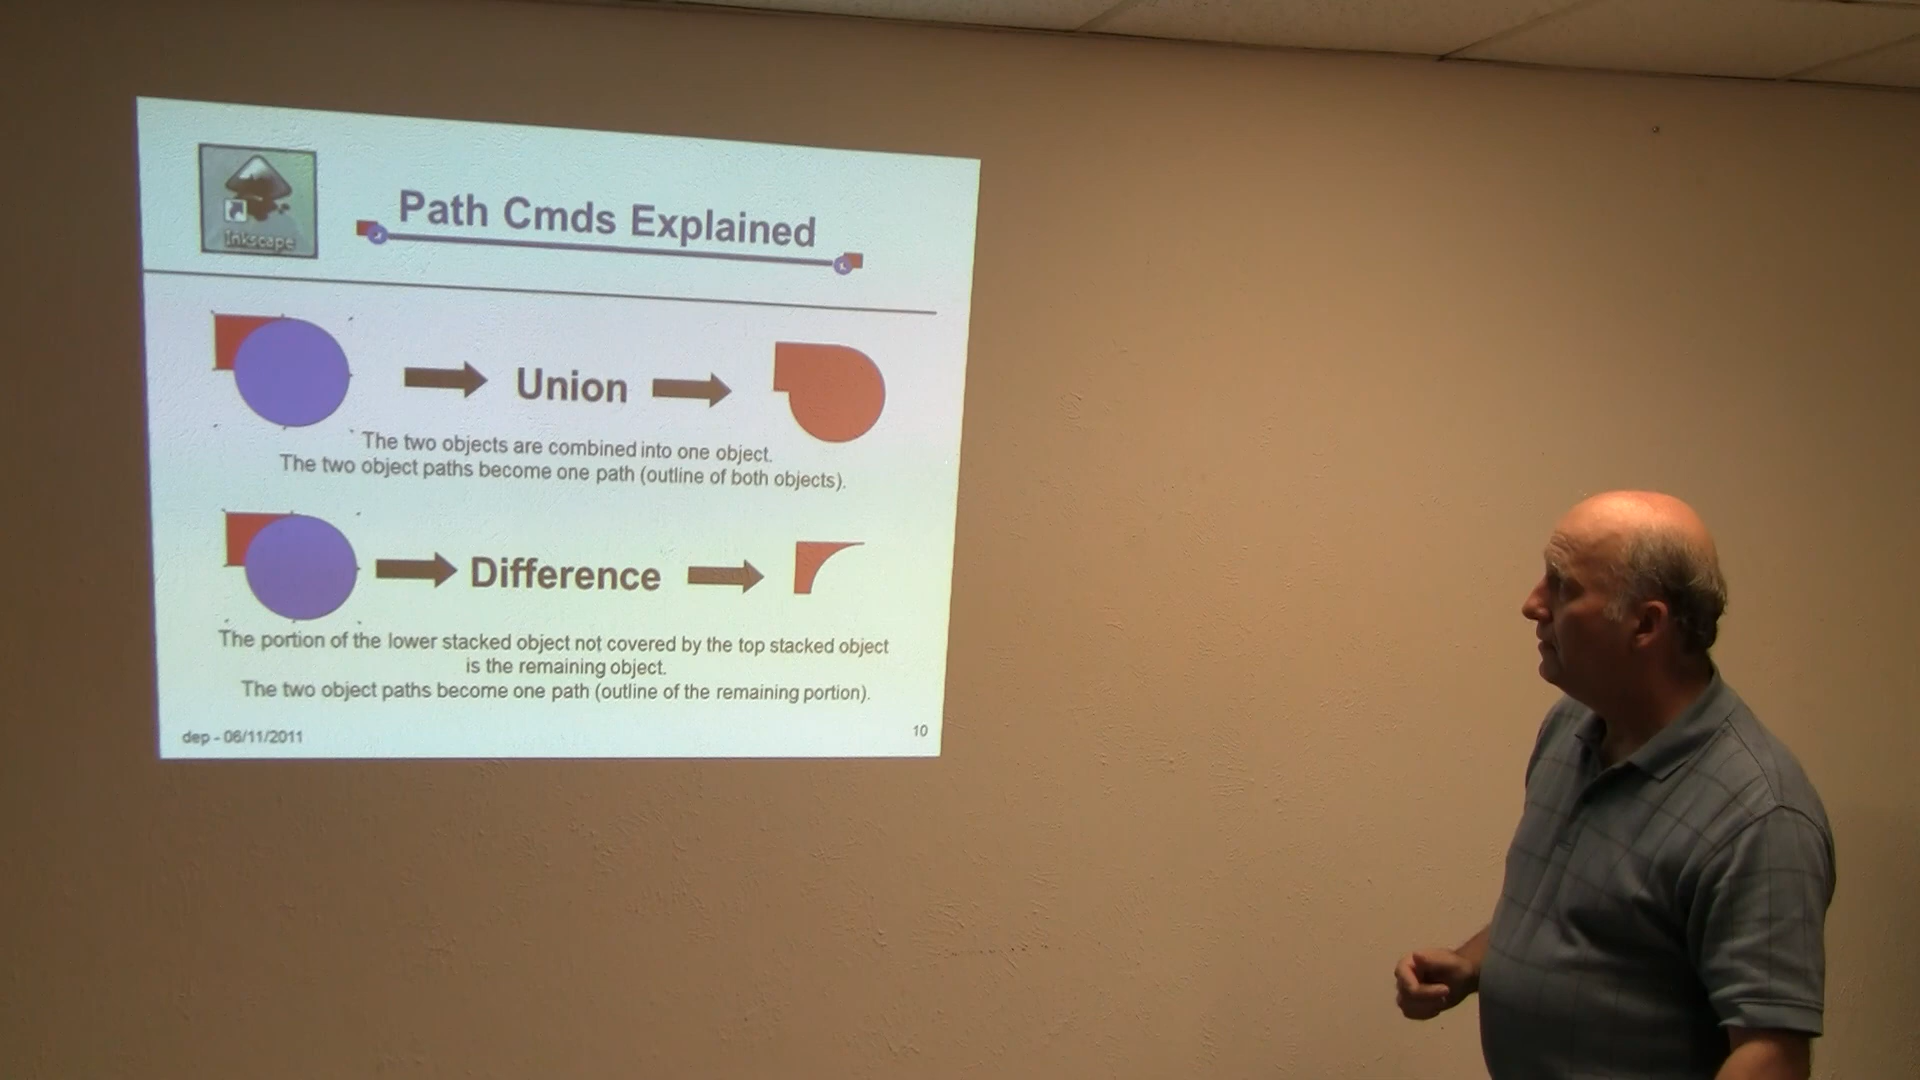 Inkscape
Path Cmds Explained
Union
The two objects are combined into one object.
The two object paths become one path (outline of both objects).
Difference
The portion of the lower stacked object not covered by the top stacked object
is the remaining object.
The two object paths become one path (outline of the remaining portion).
dep - 06/11/2011
10